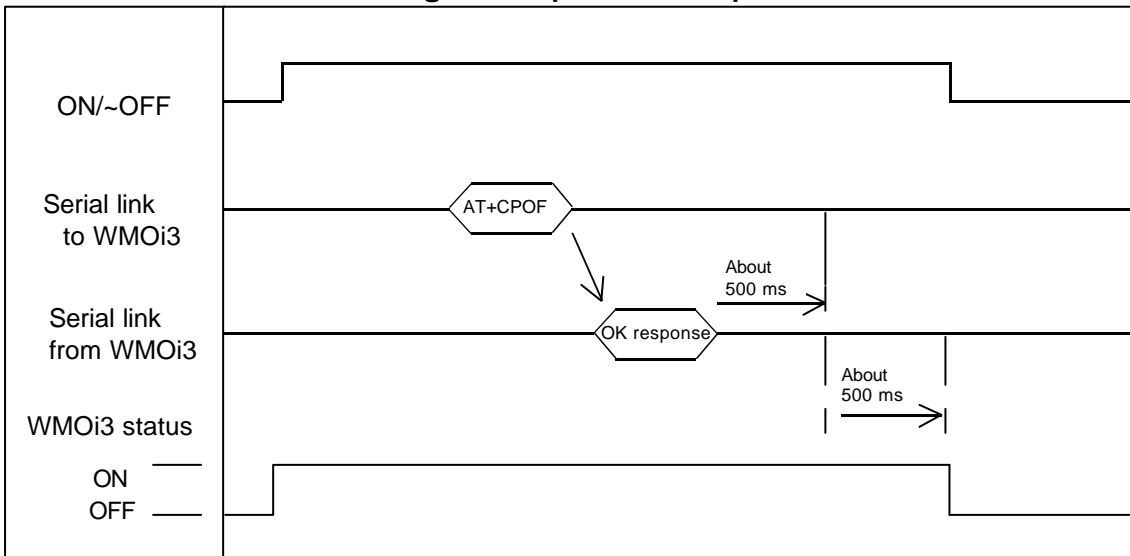 ON/~OFF
Serial link
to WMOi3
AT+CPOF
About
500 ms
Serial link
from WMOi3
OK response
About
500 ms
WMOi3 status
ON
OFF